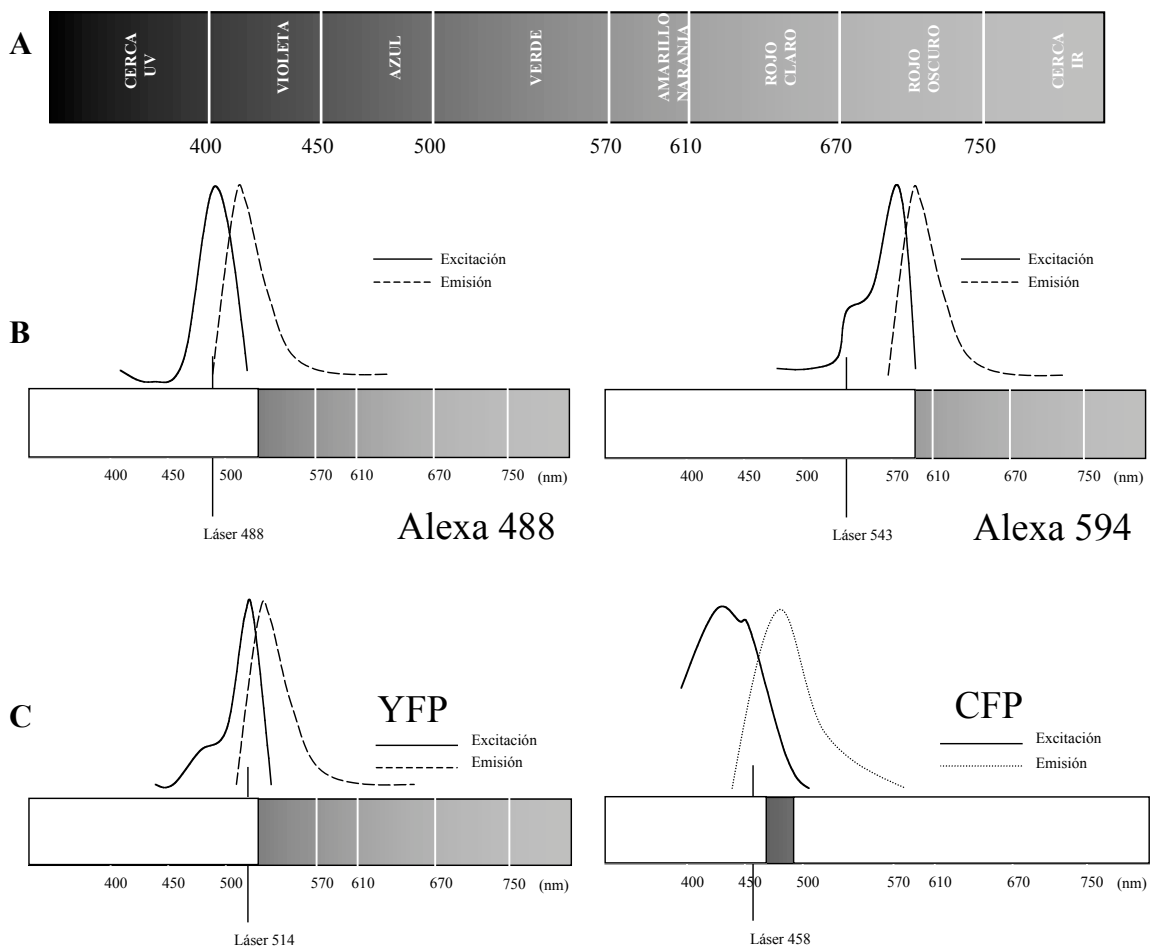 A
CERCA
UV
VIOLETA
AZUL
VERDE
AMARILLO
NARANJA
ROJO
CLARO
ROJO
OSCURO
CERCA
IR
400 450 500 570 610 670 750
B
Excitación
Emisión
400 450 500 570 610 670 750 (nm)
Láser 488
Alexa 488
Excitación
Emisión
400 450 500 570 610 670 750 (nm)
Láser 543
Alexa 594
C
YFP
Excitación
Emisión
400 450 500 570 610 670 750 (nm)
Láser 514
CFP
Excitación
Emisión
400 450 500 570 610 670 750 (nm)
Láser 458